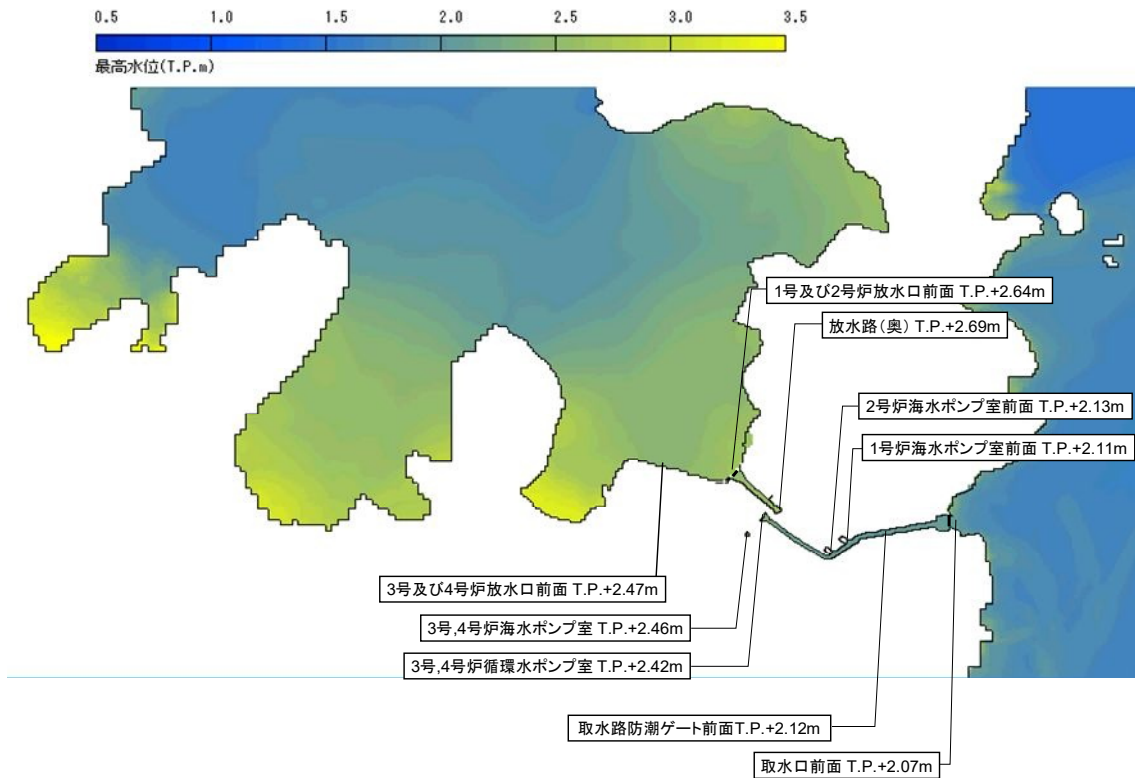 0.5 1.0 1.5 2.0 2.5 3.0 3.5
最高水位(T.P.m)
1号及び2号炉放水口前面 T.P.+2.64m
放水路(奥) T.P.+2.69m
2号炉海水ポンプ室前面 T.P.+2.13m
1号炉海水ポンプ室前面 T.P.+2.11m
3号及び4号炉放水口前面 T.P.+2.47m
3号,4号炉海水ポンプ室 T.P.+2.46m
3号,4号炉循環水ポンプ室 T.P.+2.42m
取水路防潮ゲート前面T.P.+2.12m
取水口前面 T.P.+2.07m